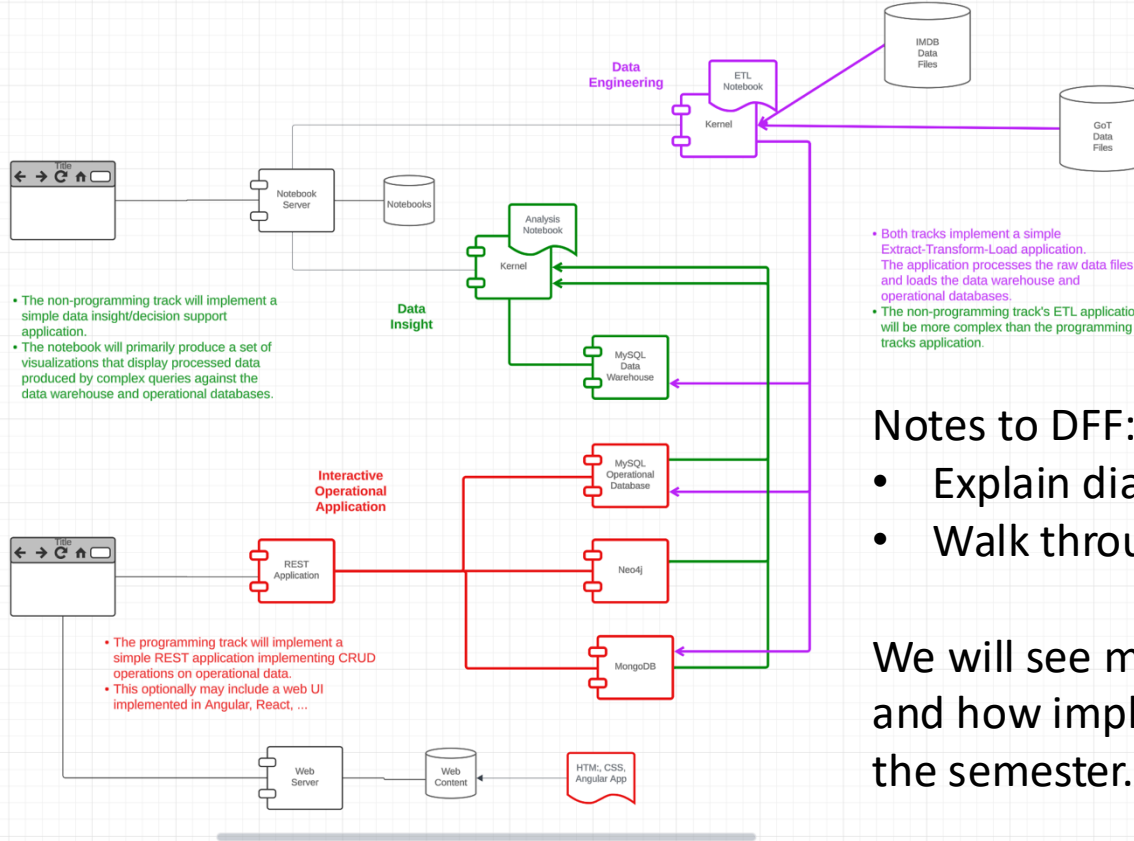 IMDB
Data
Files
Data
Engineering
ETL
Notebook
Kernel
GoT
Data
Files
Title
Notebook
Server
Notebooks
Analysis
Notebook
Kernel
• Both tracks implement a simple
Extract-Transform-Load application.
The application processes the raw data files
and loads the data warehouse and
operational databases.
• The non-programming track's ETL applicatio
will be more complex than the programming
tracks application.
• The non-programming track will implement a
simple data insight/decision support
application.
• The notebook will primarily produce a set of
visualizations that display processed data
produced by complex queries against the
data warehouse and operational databases.
Data
Insight
MySQL
Data
Warehouse
Notes to DFF:
• Explain dia
• Walk throu
MySQL
Operational
Database
Interactive
Operational
Application
Title
REST
Application
Neo4j
• The programming track will implement a
simple REST application implementing CRUD
operations on operational data.
• This optionally may include a web UI
implemented in Angular, React, ...
MongoDB
We will see m
and how impl
the semester.
Web
Server
Web
Content
HTM:, CSS,
Angular App